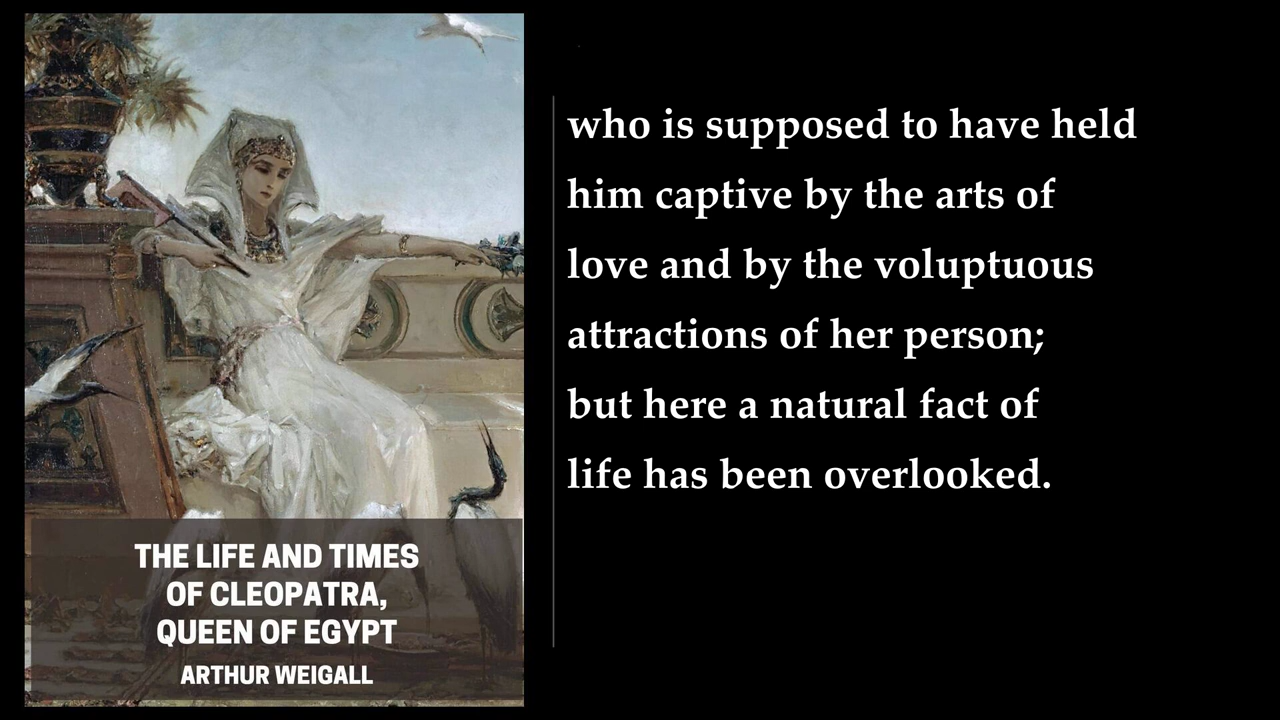 THE LIFE AND TIMES
OF CLEOPATRA,
QUEEN OF EGYPT
ARTHUR WEIGALL
who is supposed to have held
him captive by the arts of
love and by the voluptuous
attractions of her person;
but here a natural fact of
life has been overlooked.